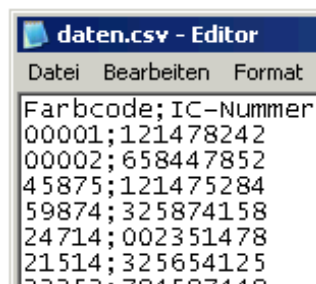 daten.csv - Editor
Datei Bearbeiten Format
Farbcode;IC-Nummer
00001;121478242
00002;658447852
45875;121475284
59874;325874158
24714;002351478
21514;325654125